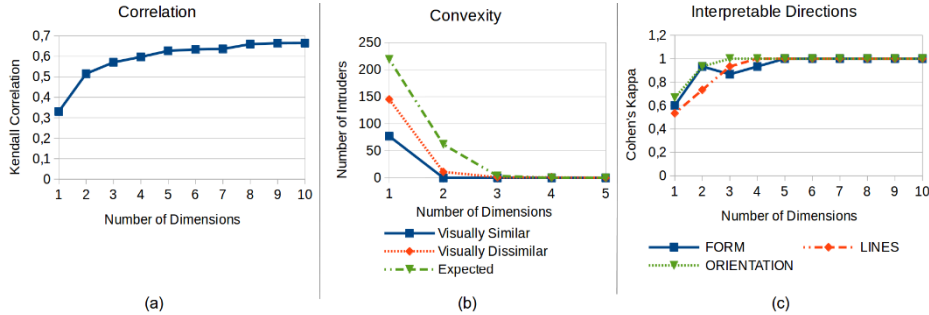 Correlation
0,7
0,6
0,5
0,4
0,3
0,2
0,1
0
Kendall Correlation
1 2 3 4 5 6 7 8 9 10
Number of Dimensions
(a)
Convexity
250
200
150
100
50
0
Number of Intruders
1 2 3 4 5
Number of Dimensions
Visually Similar
Visually Dissimilar
Expected
(b)
Interpretable Directions
1,2
1
0,8
0,6
0,4
0,2
0
Cohen's Kappa
1 2 3 4 5 6 7 8 9 10
Number of Dimensions
FORM LINES
ORIENTATION
(c)